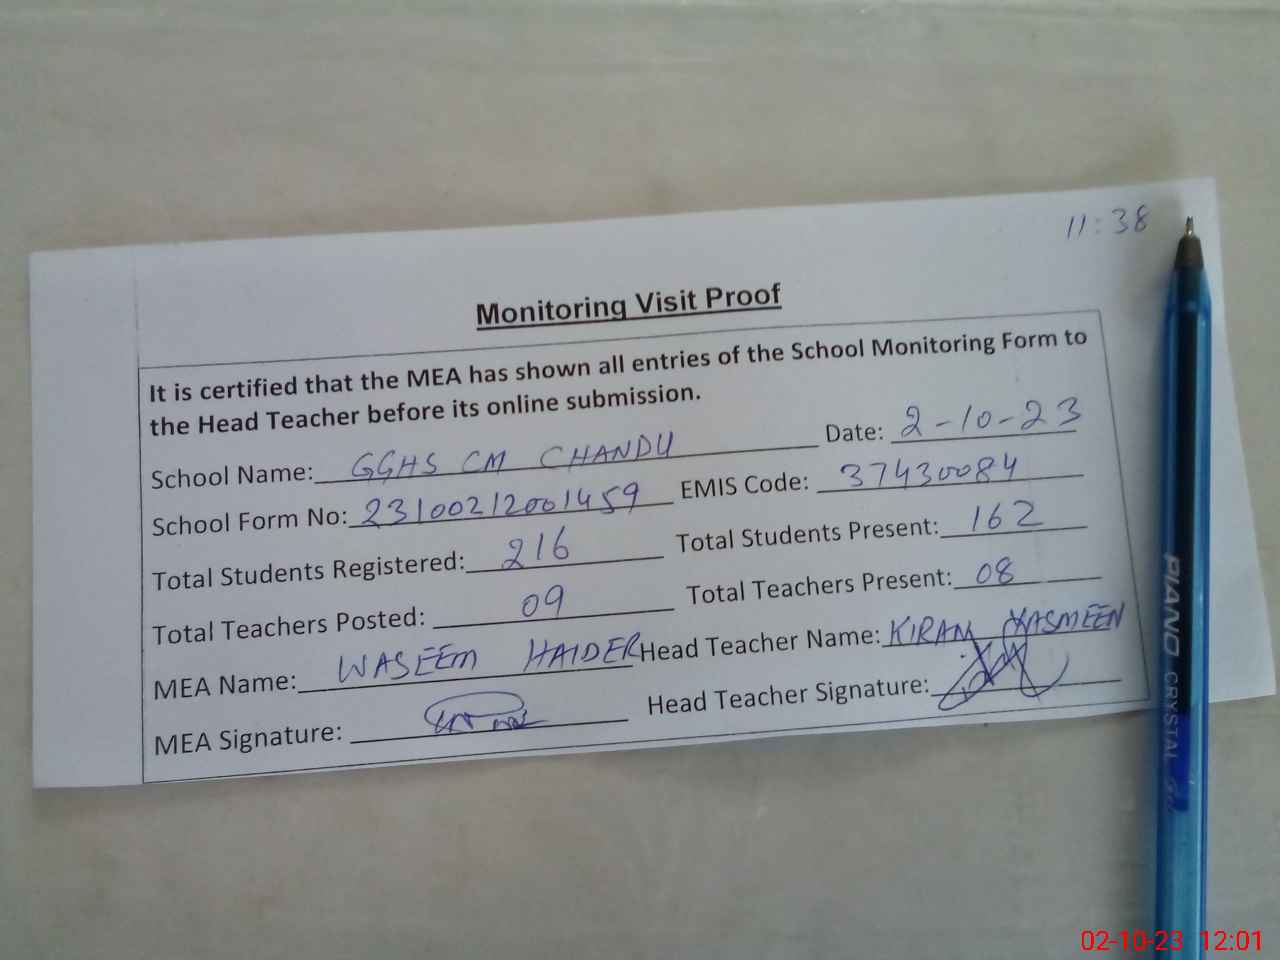 11:38
Monitoring Visit Proof
It is certified that the MEA has shown all entries of the School Monitoring Form to
the Head Teacher before its online submission.
School Name: GGHS CM CHANDU Date: 2-10-23
School Form No: 23100212001459 EMIS Code: 37430084
Total Students Registered: 216 Total Students Present: 162
Total Teachers Posted: 09 Total Teachers Present: 08
MEA Name: WASEEM HAIDER Head Teacher Name: KIRAN YASMEEN
MEA Signature: Head Teacher Signature:
PIANO CRYSTAL
02-10-23 12:01